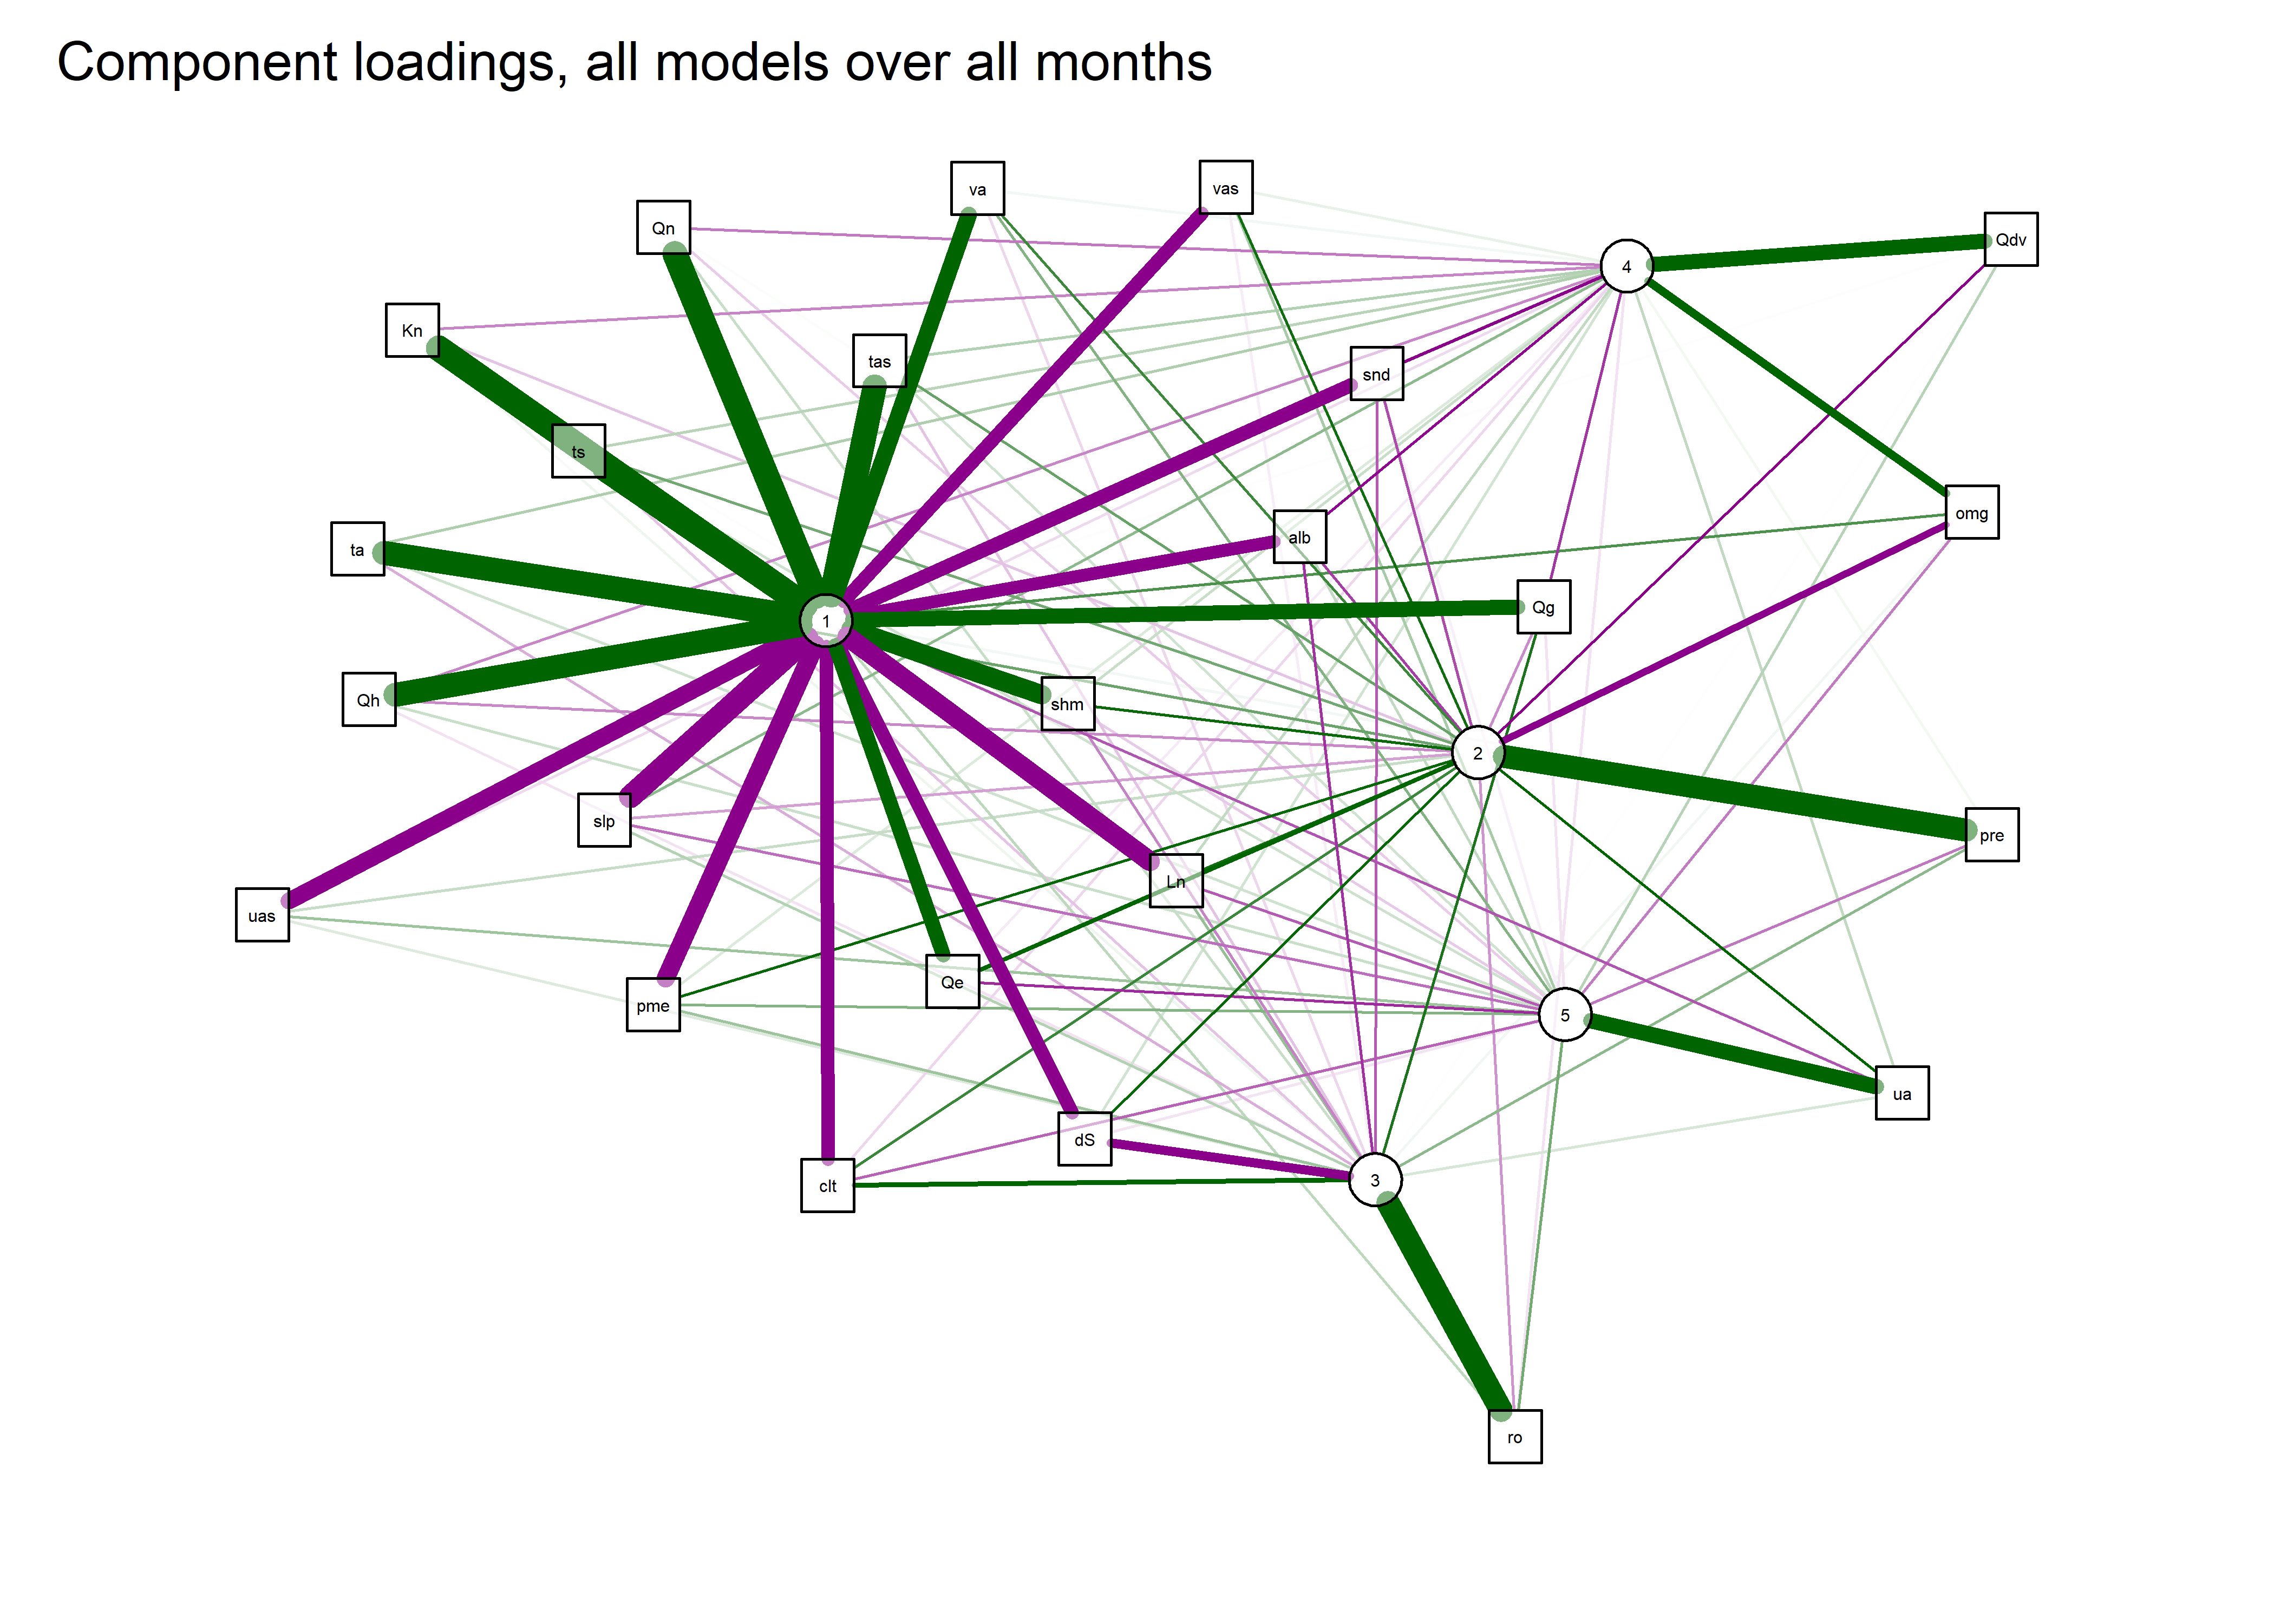 Component loadings, all models over all months
va
vas
Qn
Qdv
4
Kn
tas
snd
ts
omg
alb
ta
Qg
1
Qh
shm
2
slp
pre
Ln
uas
Qe
pme
5
ua
dS
3
clt
ro